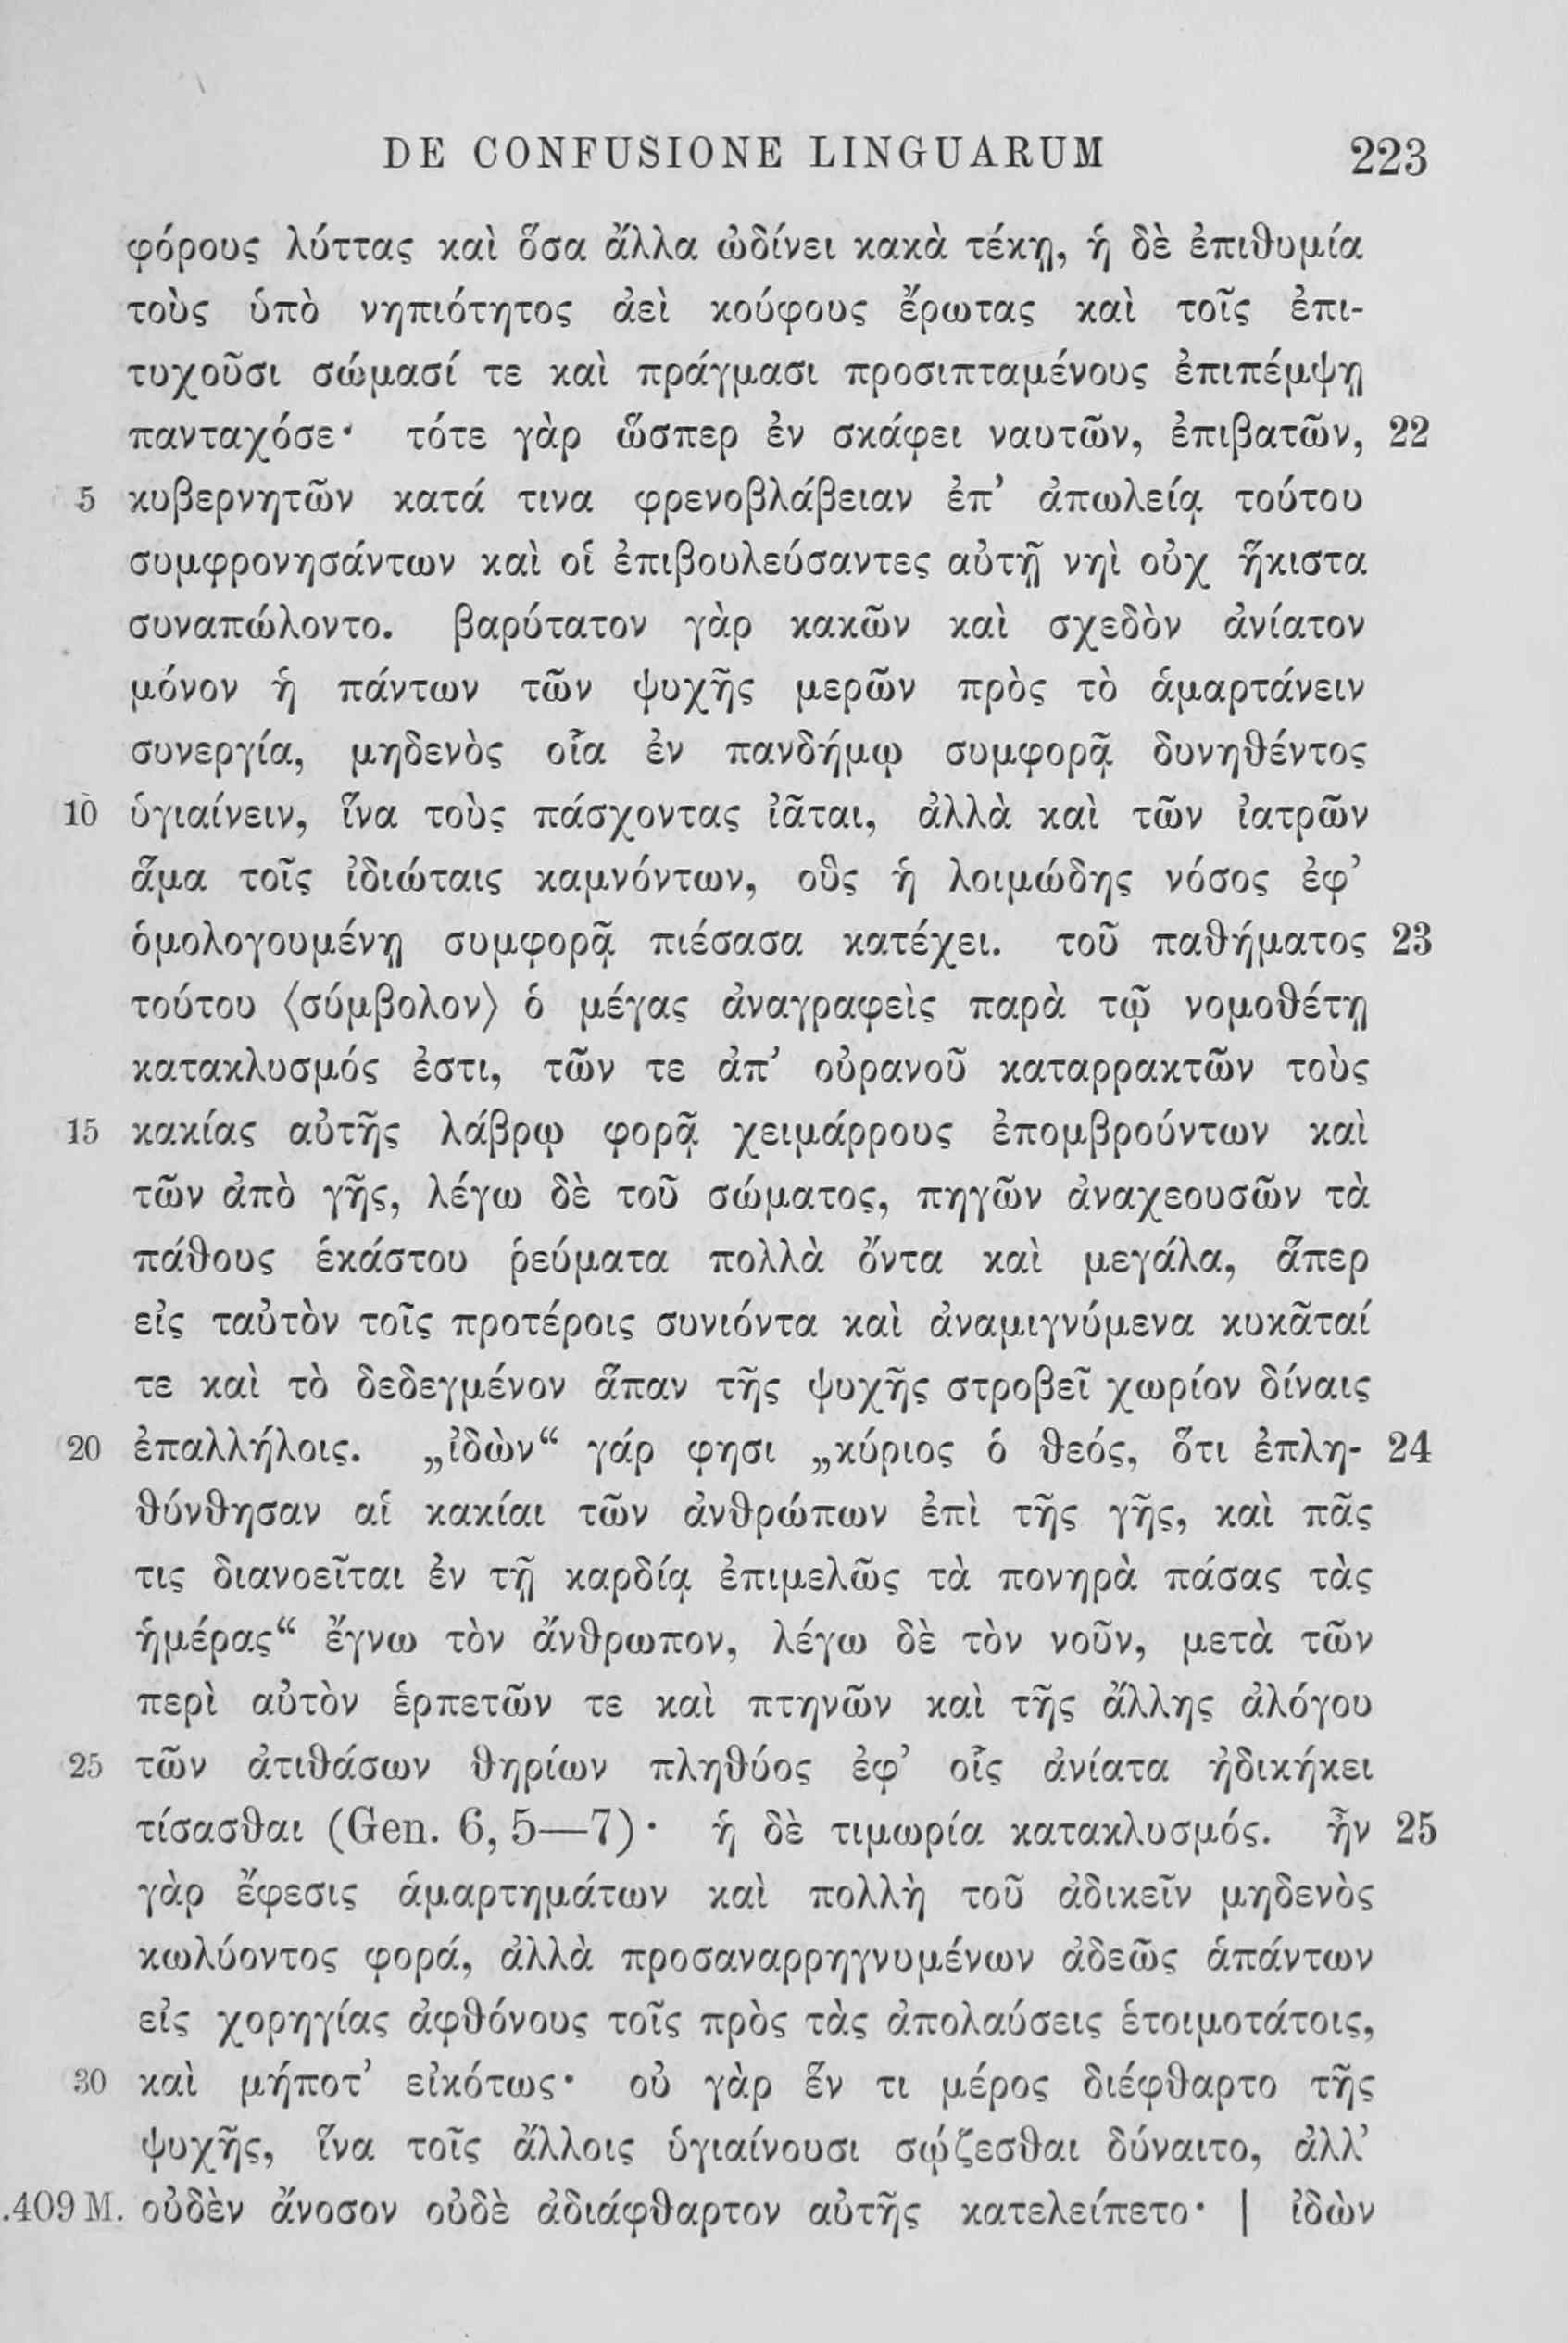 DE CONFUSIONE LINGUARUM 223
φόρους λύττας καὶ ὅσα ἄλλα ὠδίνει κακὰ τέκῃ, ἡ δὲ ἐπιθυμία
τοὺς ὑπὸ νηπιότητος ἀεὶ κούφους ἔρωτας καὶ τοῖς ἐπι-
τυχοῦσι σώμασί τε καὶ πράγμασι προσιπταμένους ἐπιπέμψῃ
πανταχόσε· τότε γὰρ ὥσπερ ἐν σκάφει ναυτῶν, ἐπιβατῶν, 22
5 κυβερνητῶν κατά τινα φρενοβλάβειαν ἐπ’ ἀπωλείᾳ τούτου
συμφρονησάντων καὶ οἱ ἐπιβουλεύσαντες αὐτῇ νηὶ οὐχ ἥκιστα
συναπώλοντο. βαρύτατον γὰρ κακῶν καὶ σχεδὸν ἀνίατον
μόνον ἡ πάντων τῶν ψυχῆς μερῶν πρὸς τὸ ἁμαρτάνειν
συνεργία, μηδενὸς οἷα ἐν πανδήμῳ συμφορᾷ δυνηθέντος
10 ὑγιαίνειν, ἵνα τοὺς πάσχοντας ἰᾶται, ἀλλὰ καὶ τῶν ἰατρῶν
ἅμα τοῖς ἰδιώταις καμνόντων, οὓς ἡ λοιμώδης νόσος ἐφ’
ὁμολογουμένῃ συμφορᾷ πιέσασα κατέχει. τοῦ παθήματος 23
τούτου ⟨σύμβολον⟩ ὁ μέγας ἀναγραφεὶς παρὰ τῷ νομοθέτῃ
κατακλυσμός ἐστι, τῶν τε ἀπ’ οὐρανοῦ καταρρακτῶν τοὺς
15 κακίας αὐτῆς λάβρῳ φορᾷ χειμάρρους ἐπομβρούντων καὶ
τῶν ἀπὸ γῆς, λέγω δὲ τοῦ σώματος, πηγῶν ἀναχεουσῶν τὰ
πάθους ἑκάστου ῥεύματα πολλὰ ὄντα καὶ μεγάλα, ἅπερ
εἰς ταὐτὸν τοῖς προτέροις συνιόντα καὶ ἀναμιγνύμενα κυκᾶταί
τε καὶ τὸ δεδεγμένον ἅπαν τῆς ψυχῆς στροβεῖ χωρίον δίναις
20 ἐπαλλήλοις. „ἰδὼν“ γάρ φησι „κύριος ὁ θεός, ὅτι ἐπλη- 24
θύνθησαν αἱ κακίαι τῶν ἀνθρώπων ἐπὶ τῆς γῆς, καὶ πᾶς
τις διανοεῖται ἐν τῇ καρδίᾳ ἐπιμελῶς τὰ πονηρὰ πάσας τὰς
ἡμέρας“ ἔγνω τὸν ἄνθρωπον, λέγω δὲ τὸν νοῦν, μετὰ τῶν
περὶ αὐτὸν ἑρπετῶν τε καὶ πτηνῶν καὶ τῆς ἄλλης ἀλόγου
25 τῶν ἀτιθάσων θηρίων πληθύος ἐφ’ οἷς ἀνίατα ἠδικήκει
τίσασθαι (Gen. 6, 5—7)· ἡ δὲ τιμωρία κατακλυσμός. ἦν 25
γὰρ ἔφεσις ἁμαρτημάτων καὶ πολλὴ τοῦ ἀδικεῖν μηδενὸς
κωλύοντος φορά, ἀλλὰ προσαναρρηγνυμένων ἀδεῶς ἁπάντων
εἰς χορηγίας ἀφθόνους τοῖς πρὸς τὰς ἀπολαύσεις ἑτοιμοτάτοις,
30 καὶ μήποτ’ εἰκότως· οὐ γὰρ ἕν τι μέρος διέφθαρτο τῆς
ψυχῆς, ἵνα τοῖς ἄλλοις ὑγιαίνουσι σῴζεσθαι δύναιτο, ἀλλ’
.409 M. οὐδὲν ἄνοσον οὐδὲ ἀδιάφθαρτον αὐτῆς κατελείπετο· | ἰδὼν